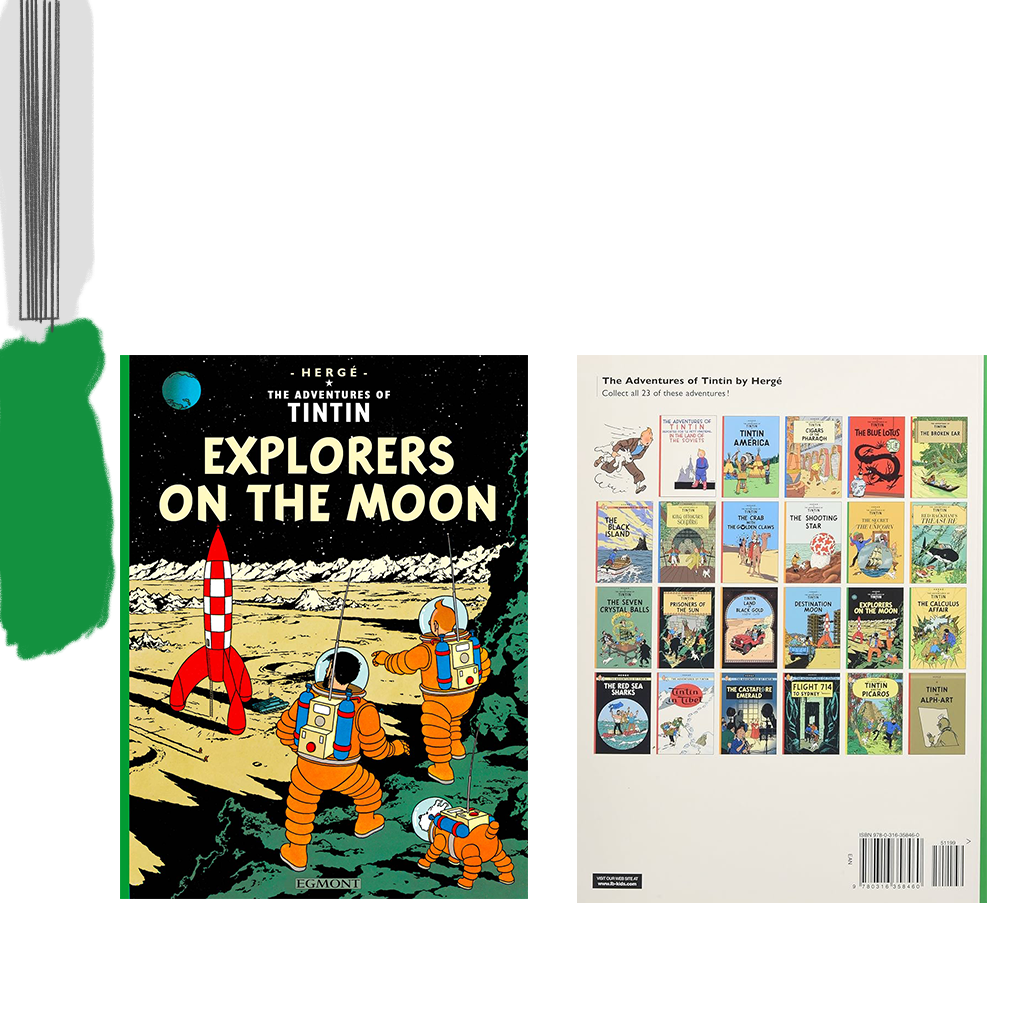 - HERGÉ -
THE ADVENTURES OF
TINTIN
EXPLORERS
ON THE MOON
EGMONT
The Adventures of Tintin by Hergé
Collect all 23 of these adventures!
THE ADVENTURES OF
TINTIN
IN THE LAND OF
THE SOVIETS
TINTIN
AMERICA
CIGARS
PHARAOH
THE BLUE LOTUS
THE BROKEN EAR
THE
BLACK
ISLAND
KING OTTOKAR'S
SCEPTRE
THE CRAB
WITH THE
GOLDEN CLAWS
THE SHOOTING
STAR
THE SECRET
THE UNICORN
RED RACKHAM'S
TREASURE
THE SEVEN
CRYSTAL BALLS
PRISONERS OF
THE SUN
TINTIN
LAND
BLACK GOLD
DESTINATION
MOON
EXPLORERS
ON THE MOON
THE CALCULUS
AFFAIR
THE RED SEA
SHARKS
Tintin
in Tibet
THE CASTAFIORE
EMERALD
FLIGHT 714
TO SYDNEY
TINTIN
PICAROS
TINTIN
ALPH-ART
VISIT OUR WEB SITE AT
www.lb-kids.com
ISBN 978-0-316-35846-0
51199 >
EAN
9 780316 358460